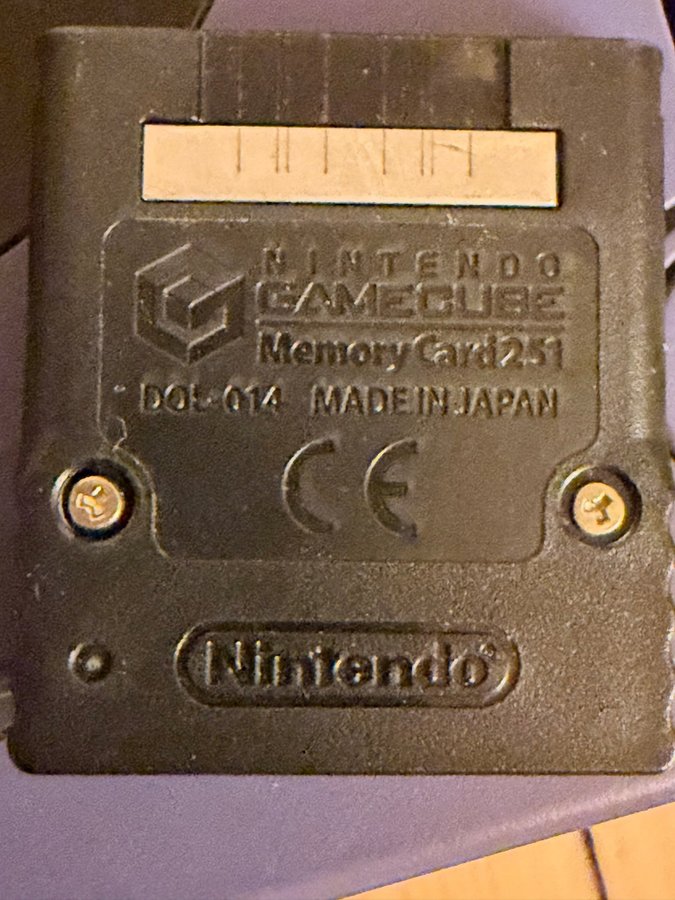 NINTENDO
GAMECUBE
Memory Card 251
DOL-014 MADE IN JAPAN
CE
Nintendo®